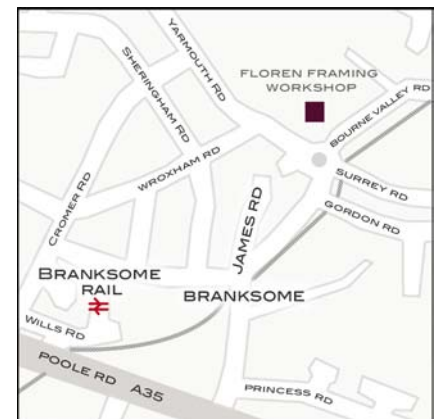 YARMOUTH RD
SHERINGHAM RD
FLOREN FRAMING
WORKSHOP
BOURNE VALLEY RD
WROXHAM RD
SURREY RD
CROMER RD
JAMES RD
GORDON RD
BRANKSOME
RAIL
BRANKSOME
WILLS RD
POOLE RD A35
PRINCESS RD